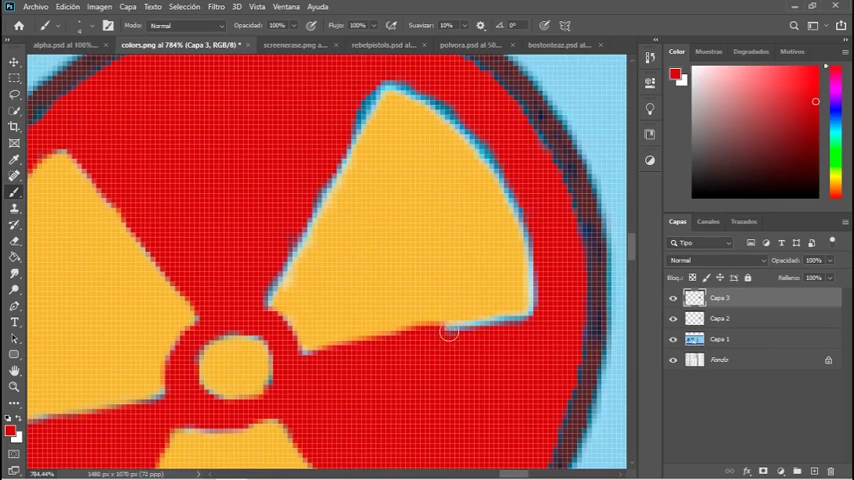 Archivo Edición Imagen Capa Texto Selección Filtro 3D Vista Ventana Ayuda
4 Modo: Normal Opacidad: 100% Flujo: 100% Suavizar: 10% 0°
alpha.psd al 100%... × colors.png al 784% (Capa 3, RGB/8) * × screenerase.png a... × rebelpistols.psd al... × polvora.psd al 50... × bostonteaz.psd al... ×
Color Muestras Degradados Motivos
Capas Canales Trazados
Tipo
Normal Opacidad: 100%
Bloq.: Relleno: 100%
Capa 3
Capa 2
Capa 1
Fondo
784.44% 1480 px x 1070 px (72 ppp)